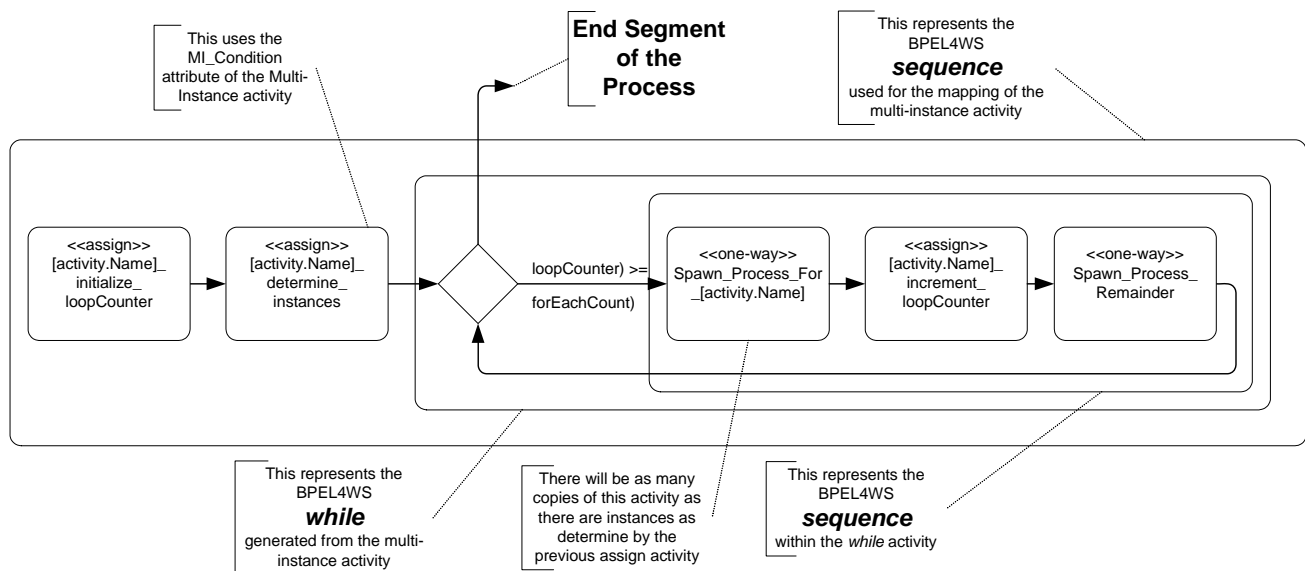 This uses the
MI_Condition
attribute of the Multi-
Instance activity
End Segment
of the
Process
This represents the
BPEL4WS
sequence
used for the mapping of the
multi-instance activity
<<assign>>
[activity.Name]_
initialize_
loopCounter
<<assign>>
[activity.Name]_
determine_
instances
loopCounter) >=
forEachCount)
<<one-way>>
Spawn_Process_For
_[activity.Name]
<<assign>>
[activity.Name]_
increment_
loopCounter
<<one-way>>
Spawn_Process_
Remainder
This represents the
BPEL4WS
while
generated from the multi-
instance activity
There will be as many
copies of this activity as
there are instances as
determine by the
previous assign activity
This represents the
BPEL4WS
sequence
within the while activity